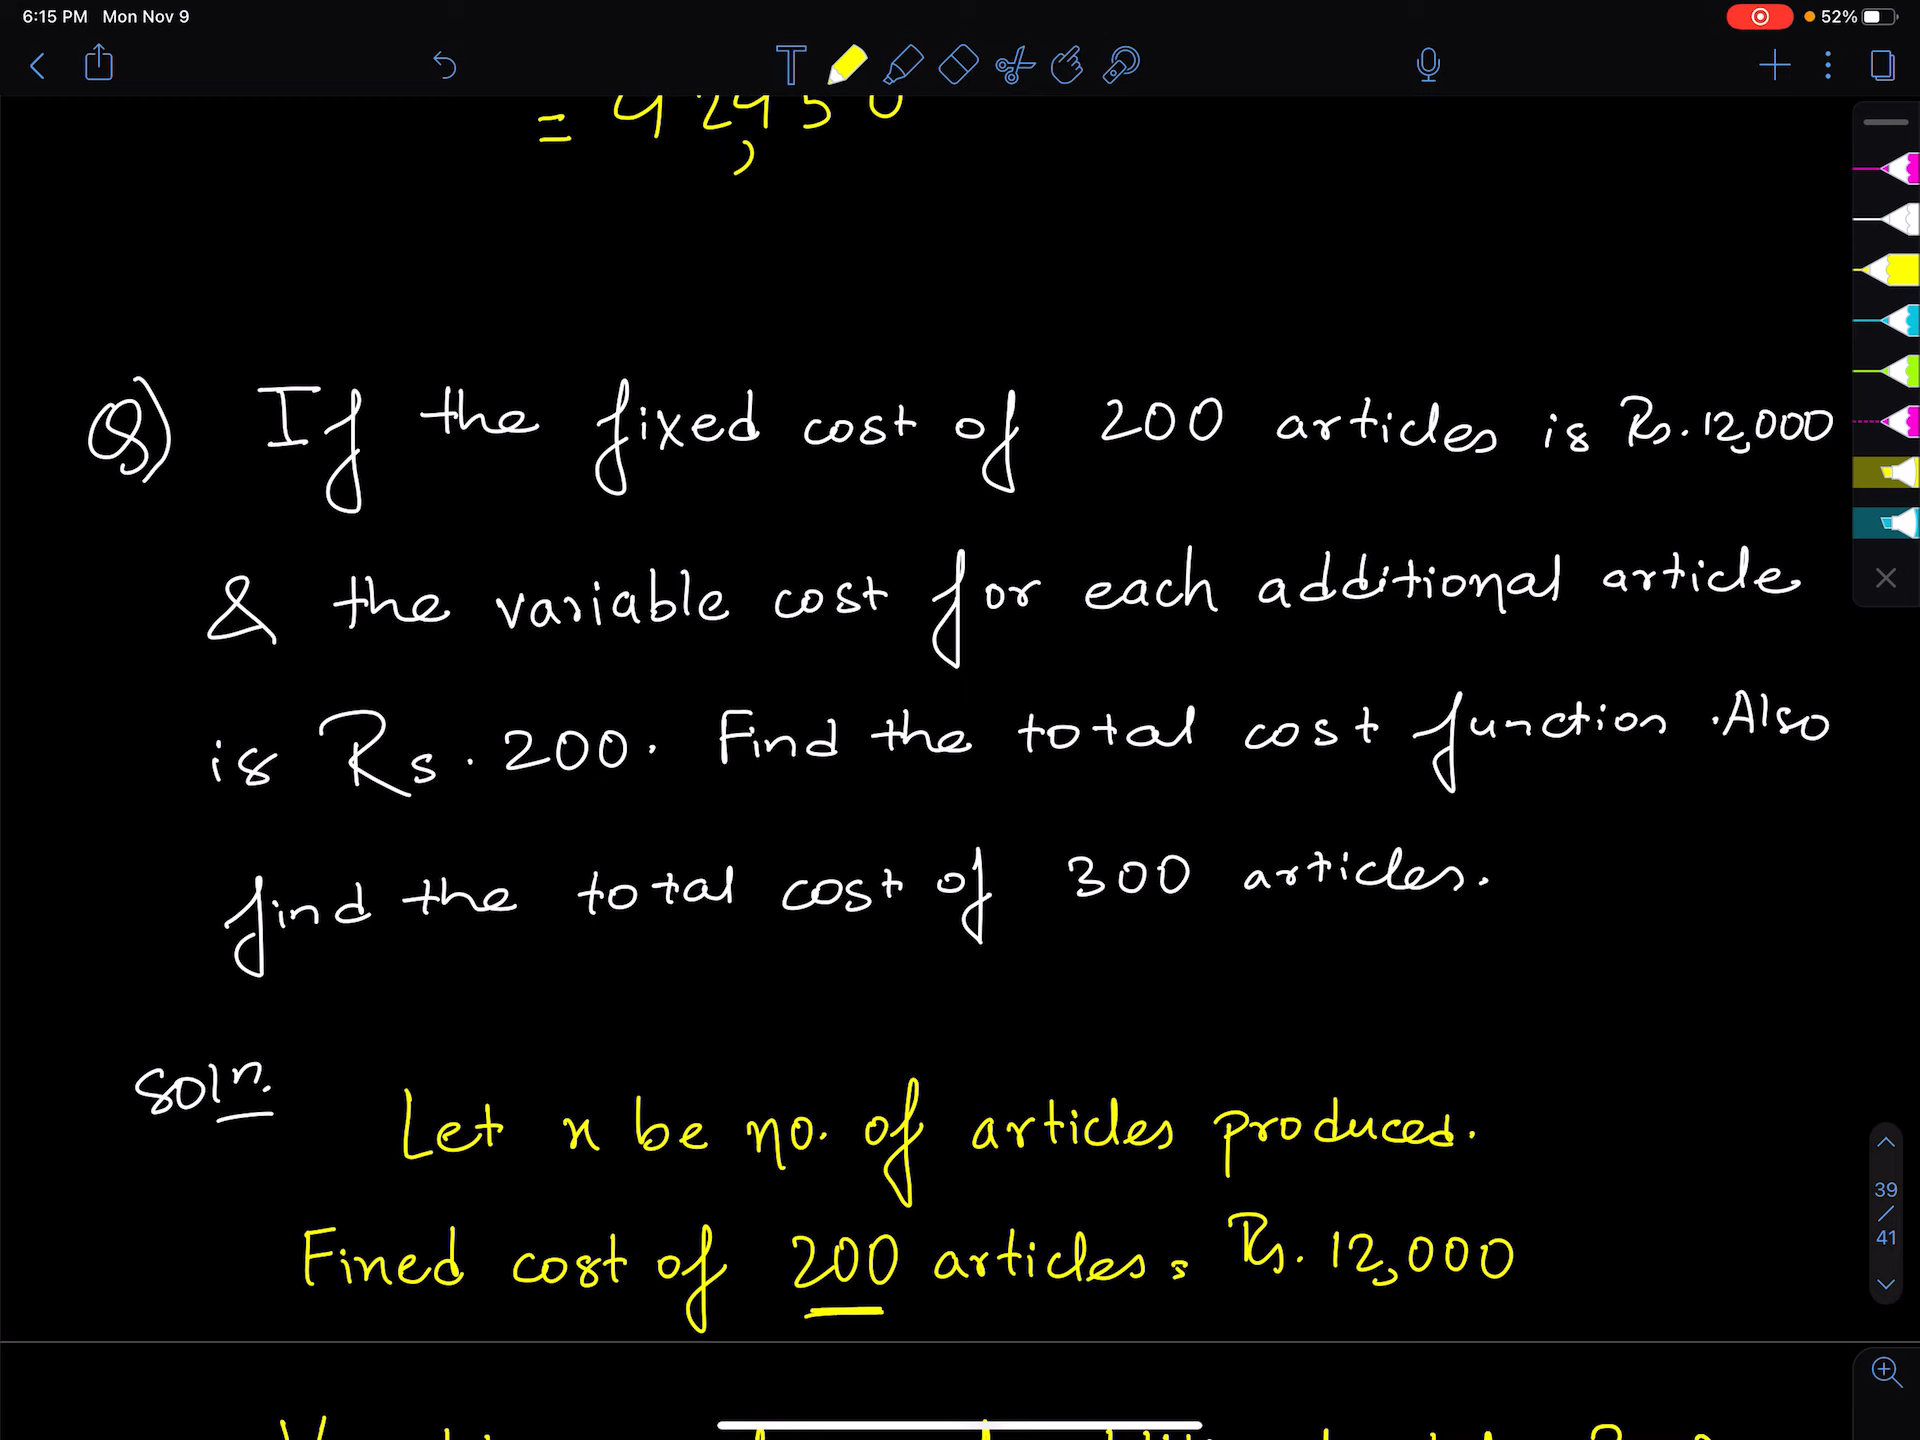 6:15 PM Mon Nov 9
52%
= 42,450
Q) If the fixed cost of 200 articles is Rs. 12,000
& the variable cost for each additional article
is Rs. 200. Find the total cost function. Also
find the total cost of 300 articles.
Soln.
Let x be no. of articles produced.
Fined cost of 200 articles = Rs. 12,000
39
/
41